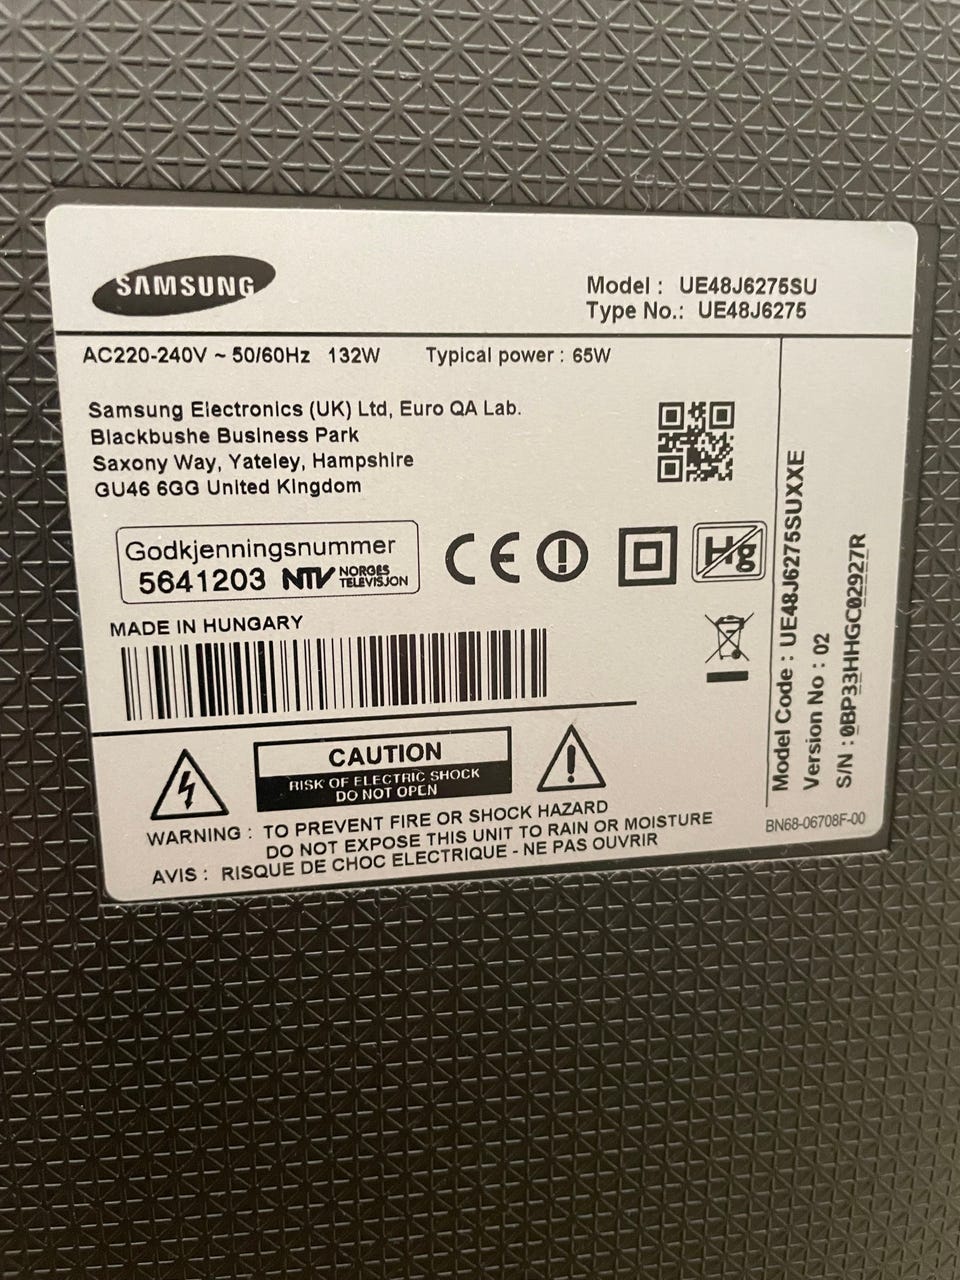 SAMSUNG
Model : UE48J6275SU
Type No.: UE48J6275
AC220-240V ~ 50/60Hz 132W Typical power : 65W
Samsung Electronics (UK) Ltd, Euro QA Lab.
Blackbushe Business Park
Saxony Way, Yateley, Hampshire
GU46 6GG United Kingdom
Godkjenningsnummer
5641203 NTV NORGES
TELEVISJON
CE
Hg
MADE IN HUNGARY
CAUTION
RISK OF ELECTRIC SHOCK
DO NOT OPEN
WARNING : TO PREVENT FIRE OR SHOCK HAZARD
DO NOT EXPOSE THIS UNIT TO RAIN OR MOISTURE
AVIS : RISQUE DE CHOC ELECTRIQUE - NE PAS OUVRIR
Model Code : UE48J6275SUXXE
Version No : 02
S/N : 0BP33HHGC02927R
BN68-06708F-00